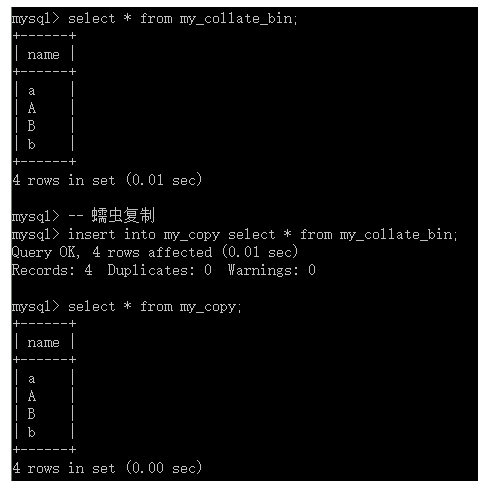 mysql> select * from my_collate_bin;
+------+
| name |
+------+
| a    |
| A    |
| B    |
| b    |
+------+
4 rows in set (0.01 sec)

mysql> -- 蠕虫复制
mysql> insert into my_copy select * from my_collate_bin;
Query OK, 4 rows affected (0.01 sec)
Records: 4  Duplicates: 0  Warnings: 0

mysql> select * from my_copy;
+------+
| name |
+------+
| a    |
| A    |
| B    |
| b    |
+------+
4 rows in set (0.00 sec)